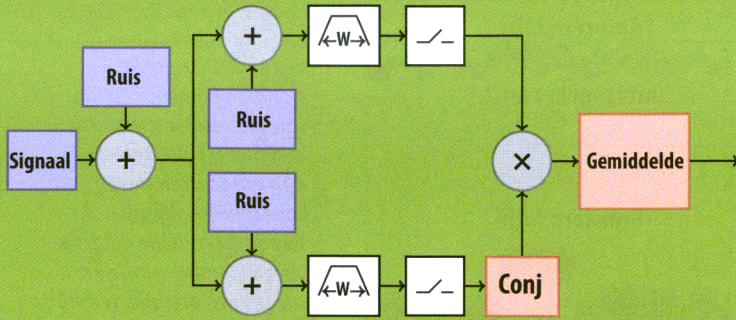 +
W
Ruis
Ruis
Signaal
+
×
Gemiddelde
Ruis
+
W
Conj